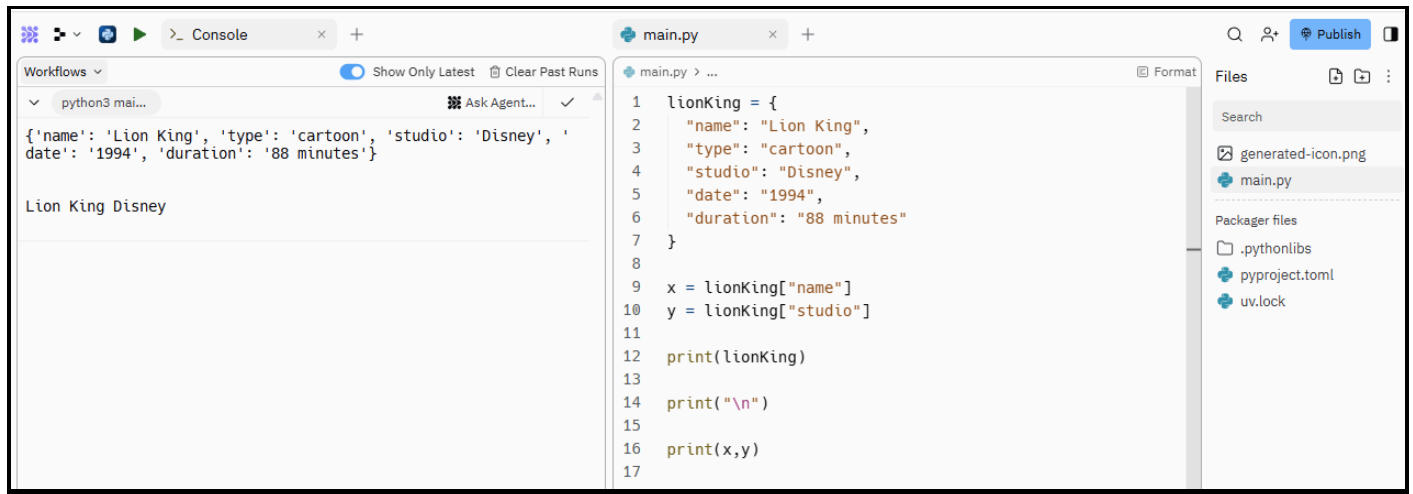 Console
main.py
Publish
Workflows
Show Only Latest
Clear Past Runs
python3 mai...
Ask Agent...
{'name': 'Lion King', 'type': 'cartoon', 'studio': 'Disney', '
date': '1994', 'duration': '88 minutes'}
Lion King Disney
main.py > ...
Format
1 lionKing = {
2   "name": "Lion King",
3   "type": "cartoon",
4   "studio": "Disney",
5   "date": "1994",
6   "duration": "88 minutes"
7 }
8
9 x = lionKing["name"]
10 y = lionKing["studio"]
11
12 print(lionKing)
13
14 print("\n")
15
16 print(x,y)
17
Files
Search
generated-icon.png
main.py
Packager files
.pythonlibs
pyproject.toml
uv.lock